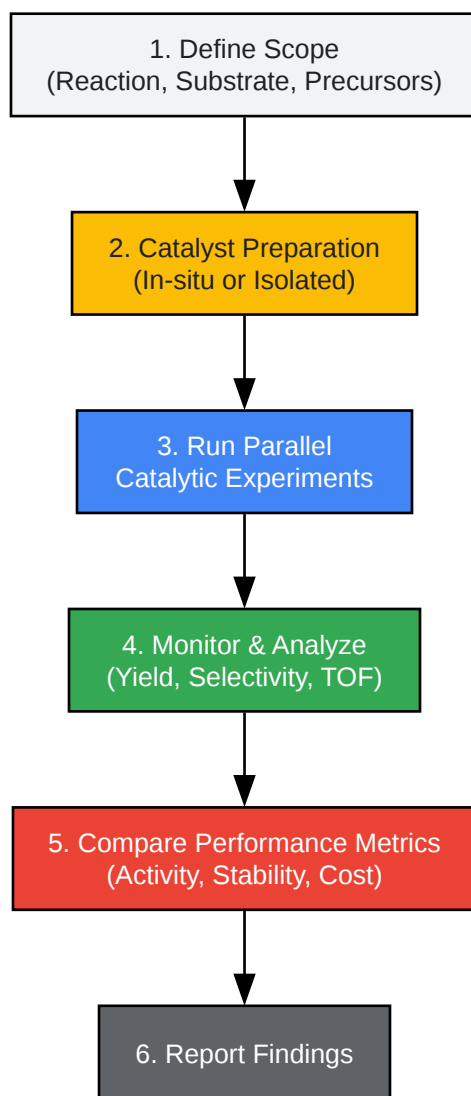 1. Define Scope
(Reaction, Substrate, Precursors)
2. Catalyst Preparation
(In-situ or Isolated)
3. Run Parallel
Catalytic Experiments
4. Monitor & Analyze
(Yield, Selectivity, TOF)
5. Compare Performance Metrics
(Activity, Stability, Cost)
6. Report Findings